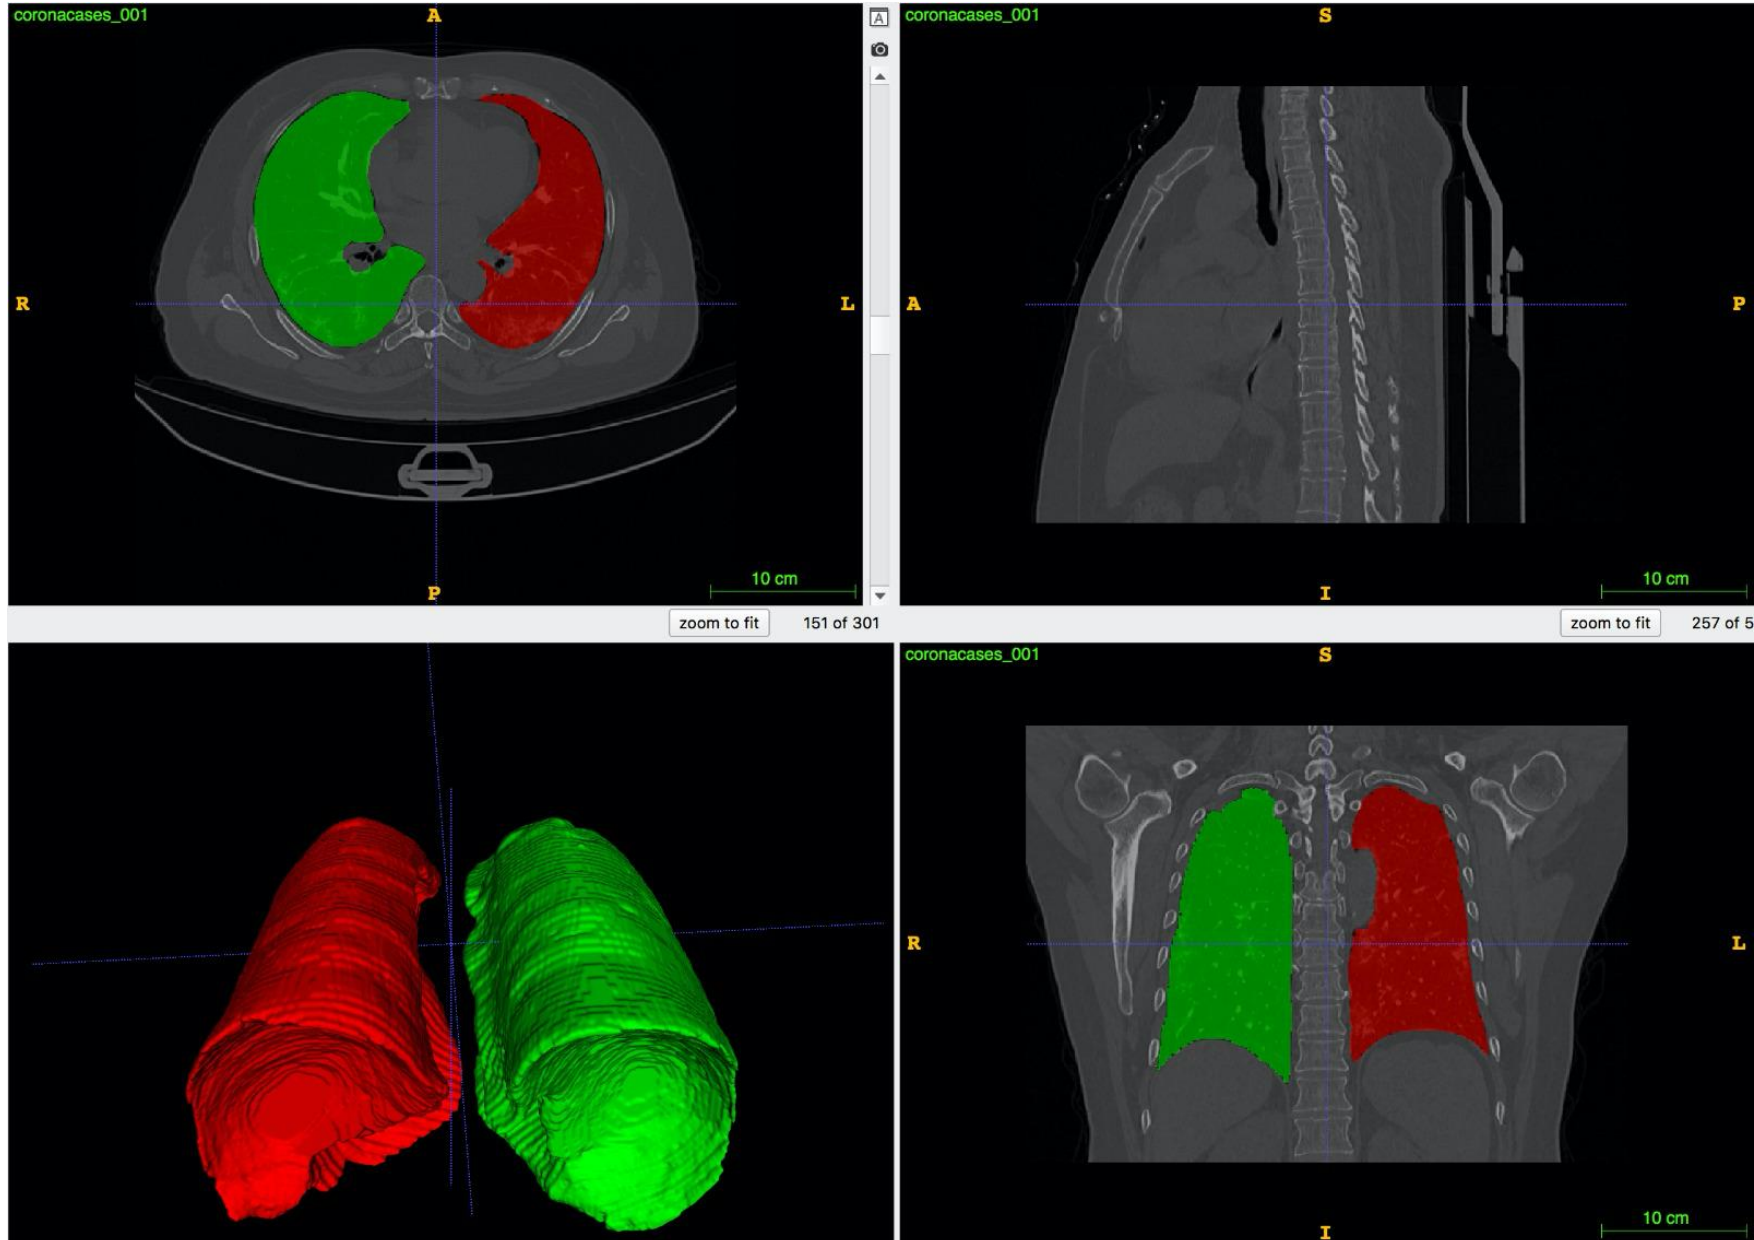 coronacases_001
A
R
L
P
10 cm
A
zoom to fit
151 of 301
coronacases_001
S
A
P
I
10 cm
zoom to fit
257 of 5
coronacases_001
S
R
L
I
10 cm